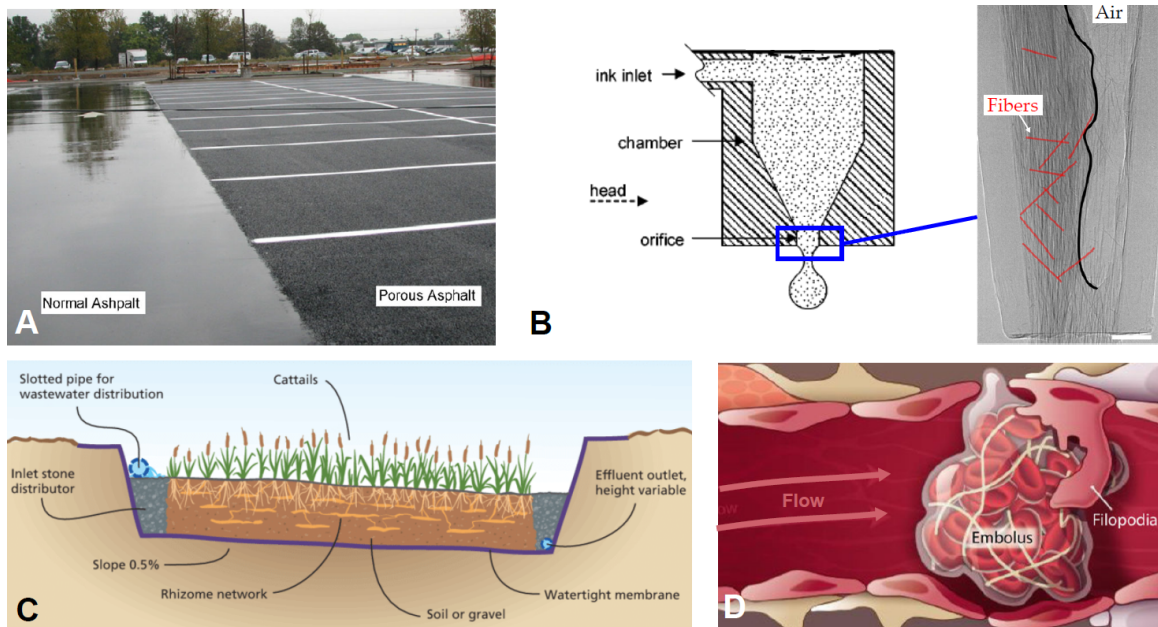 Normal Ashpalt
Porous Asphalt
A
ink inlet
chamber
head
orifice
B
Air
Fibers
Slotted pipe for
wastewater distribution
Cattails
Inlet stone
distributor
Effluent outlet,
height variable
Slope 0.5%
Rhizome network
Soil or gravel
Watertight membrane
C
Flow
Embolus
Filopodia
D